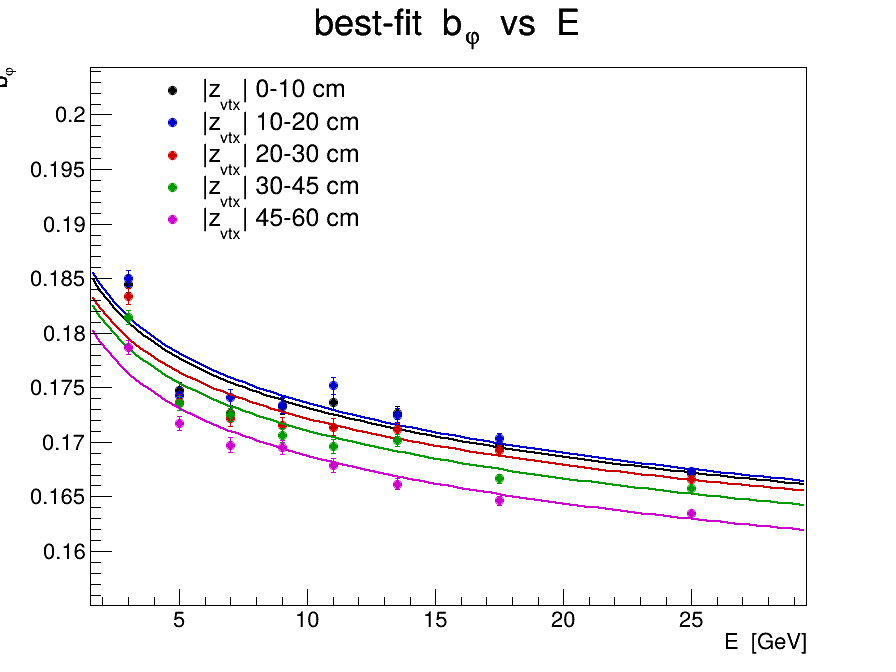 best-fit b_φ vs E
b_φ
|z_vtx| 0-10 cm
|z_vtx| 10-20 cm
|z_vtx| 20-30 cm
|z_vtx| 30-45 cm
|z_vtx| 45-60 cm
0.2
0.195
0.19
0.185
0.18
0.175
0.17
0.165
0.16
5 10 15 20 25
E [GeV]